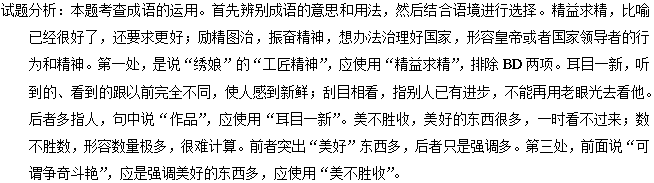 试题分析：本题考查成语的运用。首先辨别成语的意思和用法，然后结合语境进行选择。精益求精，比喻
已经很好了，还要求更好；励精图治，振奋精神，想办法治理好国家，形容皇帝或者国家领导者的行
为和精神。第一处，是说“绣娘”的“工匠精神”，应使用“精益求精”，排除 BD 两项。耳目一新，听
到的、看到的跟以前完全不同，使人感到新鲜；刮目相看，指别人已有进步，不能再用老眼光去看他。
后者多指人，句中说“作品”，应使用“耳目一新”。美不胜收，美好的东西很多，一时看不过来；数
不胜数，形容数量极多，很难计算。前者突出“美好”东西多，后者只是强调多。第三处，前面说“可
谓争奇斗艳”，应是强调美好的东西多，应使用“美不胜收”。